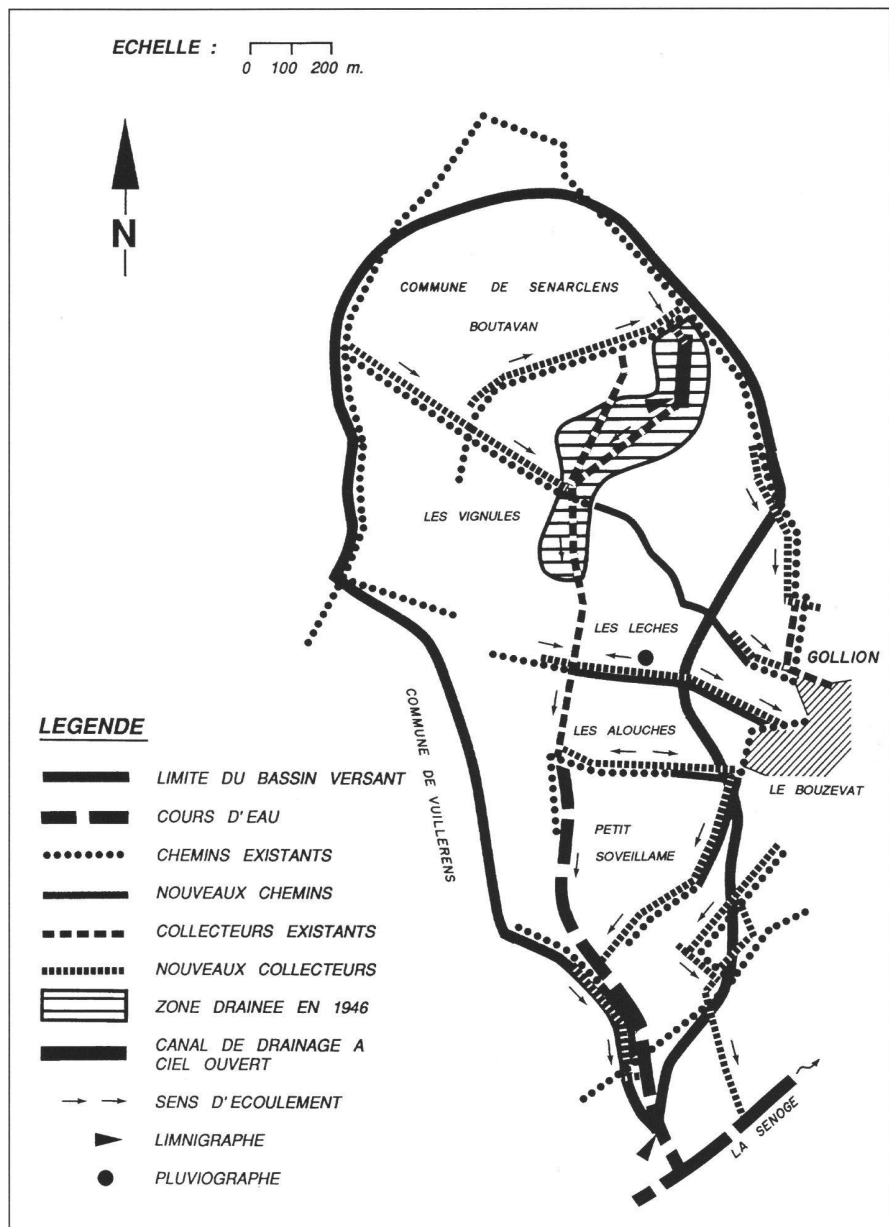 ECHELLE :
0 100 200 m.
N
COMMUNE DE SENARCLENS
BOUTAVAN
LES VIGNULES
LES LECHES
GOLLION
COMMUNE DE VUILLERENS
LES ALOUCHES
LE BOUZEVAT
PETIT
SOVEILLAME
LA SENOGE
LEGENDE
LIMITE DU BASSIN VERSANT
COURS D'EAU
CHEMINS EXISTANTS
NOUVEAUX CHEMINS
COLLECTEURS EXISTANTS
NOUVEAUX COLLECTEURS
ZONE DRAINEE EN 1946
CANAL DE DRAINAGE A
CIEL OUVERT
SENS D'ECOULEMENT
LIMNIGRAPHE
PLUVIOGRAPHE